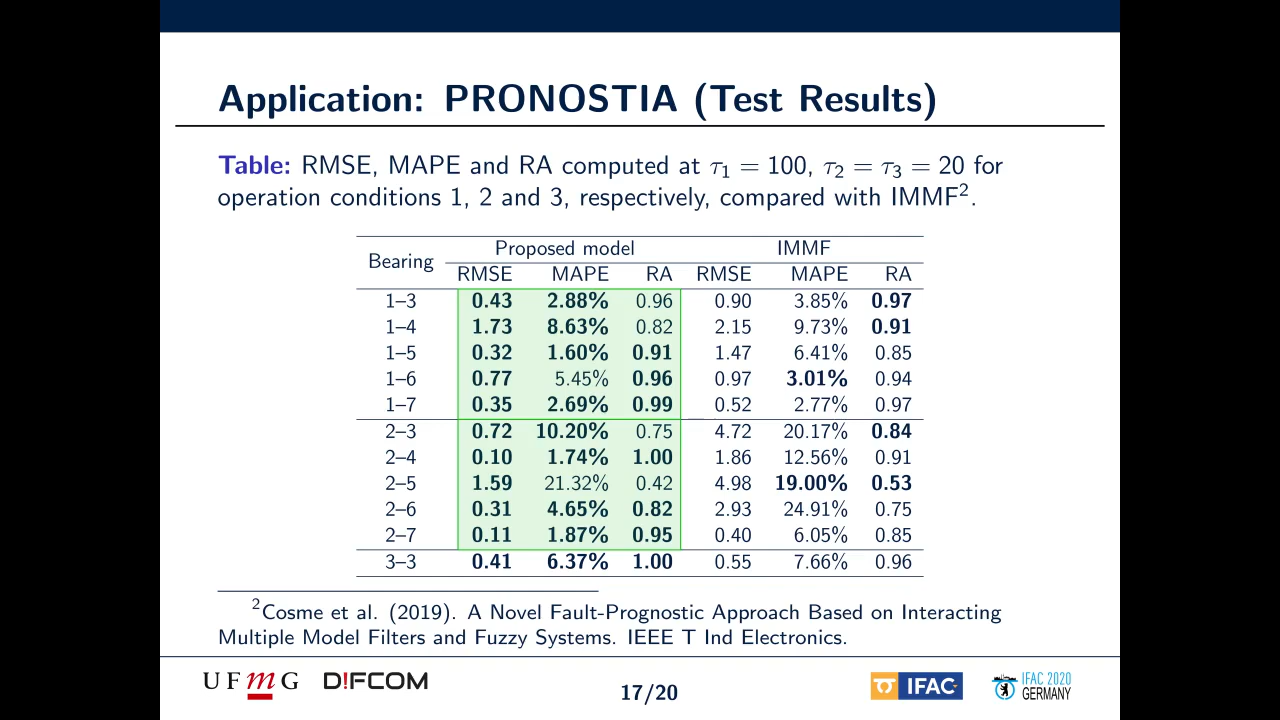 Application: PRONOSTIA (Test Results)
Table: RMSE, MAPE and RA computed at τ1 = 100, τ2 = τ3 = 20 for
operation conditions 1, 2 and 3, respectively, compared with IMMF2.
Bearing Proposed model IMMF
RMSE MAPE RA RMSE MAPE RA
1–3 0.43 2.88% 0.96 0.90 3.85% 0.97
1–4 1.73 8.63% 0.82 2.15 9.73% 0.91
1–5 0.32 1.60% 0.91 1.47 6.41% 0.85
1–6 0.77 5.45% 0.96 0.97 3.01% 0.94
1–7 0.35 2.69% 0.99 0.52 2.77% 0.97
2–3 0.72 10.20% 0.75 4.72 20.17% 0.84
2–4 0.10 1.74% 1.00 1.86 12.56% 0.91
2–5 1.59 21.32% 0.42 4.98 19.00% 0.53
2–6 0.31 4.65% 0.82 2.93 24.91% 0.75
2–7 0.11 1.87% 0.95 0.40 6.05% 0.85
3–3 0.41 6.37% 1.00 0.55 7.66% 0.96
2Cosme et al. (2019). A Novel Fault-Prognostic Approach Based on Interacting
Multiple Model Filters and Fuzzy Systems. IEEE T Ind Electronics.
UFmG D!FCOM 17/20 IFAC IFAC 2020
GERMANY